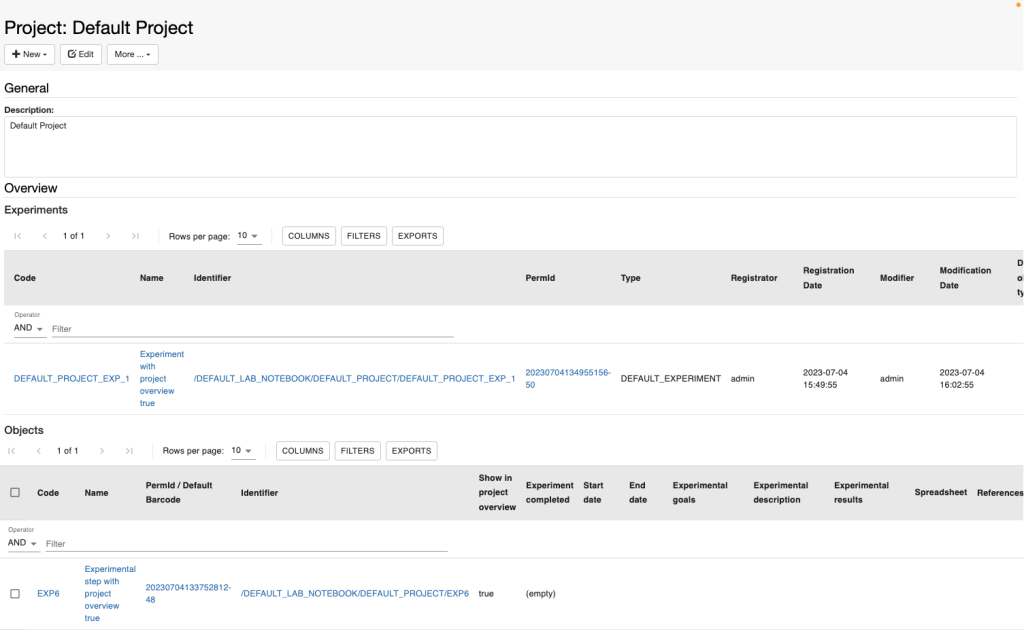 Project: Default Project
New
Edit
More ...
General
Description:
Default Project
Overview
Experiments
1 of 1
Rows per page: 10
COLUMNS
FILTERS
EXPORTS
Code
Name
Identifier
PermId
Type
Registrator
Registration
Date
Modifier
Modification
Date
Operator
AND
Filter
DEFAULT_PROJECT_EXP_1
Experiment
with
project
overview
true
/DEFAULT_LAB_NOTEBOOK/DEFAULT_PROJECT/DEFAULT_PROJECT_EXP_1
20230704134955156-
50
DEFAULT_EXPERIMENT
admin
2023-07-04
15:49:55
admin
2023-07-04
16:02:55
Objects
1 of 1
Rows per page: 10
COLUMNS
FILTERS
EXPORTS
Code
Name
PermId / Default
Barcode
Identifier
Show in
project
overview
Experiment
completed
Start
date
End
date
Experimental
goals
Experimental
description
Experimental
results
Spreadsheet
References
Operator
AND
Filter
EXP6
Experimental
step with
project
overview
true
20230704133752812-
48
/DEFAULT_LAB_NOTEBOOK/DEFAULT_PROJECT/EXP6
true
(empty)